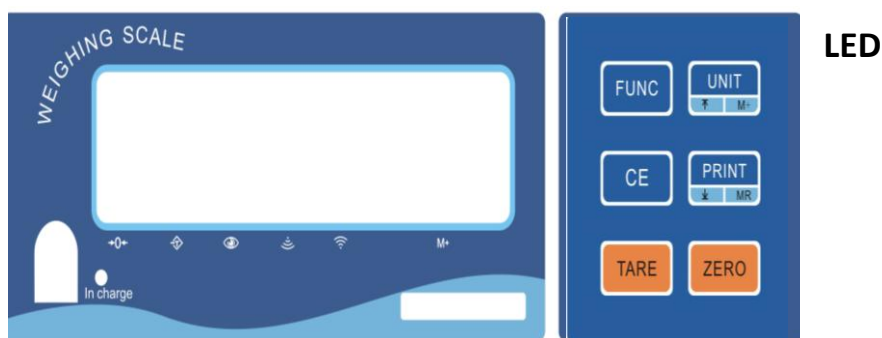 WEIGHING SCALE
LED
FUNC
UNIT
M+
CE
PRINT
MR
→0←
T
M+
TARE
ZERO
In charge